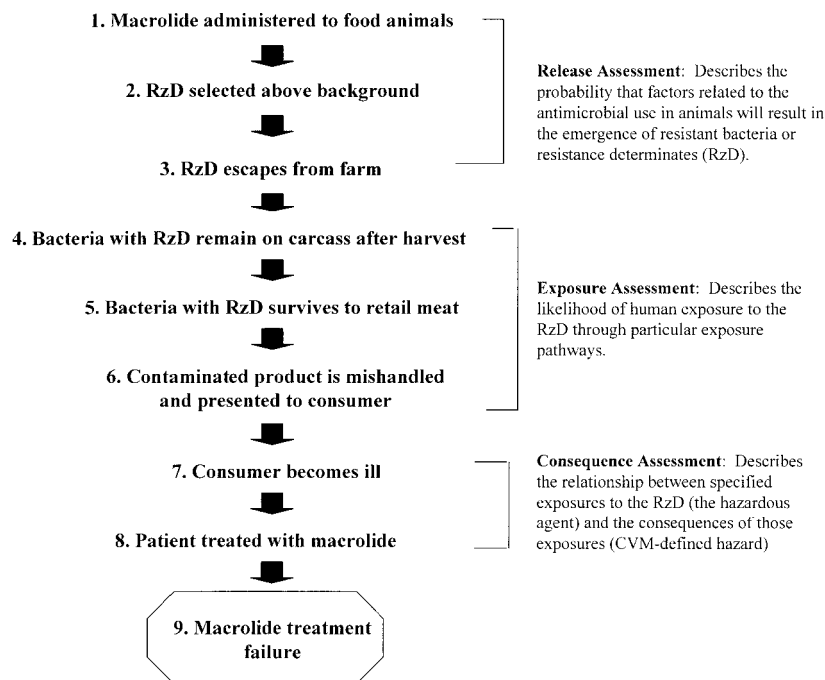 1. Macrolide administered to food animals
2. RzD selected above background
3. RzD escapes from farm
Release Assessment: Describes the
probability that factors related to the
antimicrobial use in animals will result in
the emergence of resistant bacteria or
resistance determinates (RzD).
4. Bacteria with RzD remain on carcass after harvest
5. Bacteria with RzD survives to retail meat
6. Contaminated product is mishandled
and presented to consumer
Exposure Assessment: Describes the
likelihood of human exposure to the
RzD through particular exposure
pathways.
7. Consumer becomes ill
8. Patient treated with macrolide
Consequence Assessment: Describes
the relationship between specified
exposures to the RzD (the hazardous
agent) and the consequences of those
exposures (CVM-defined hazard)
9. Macrolide treatment
failure